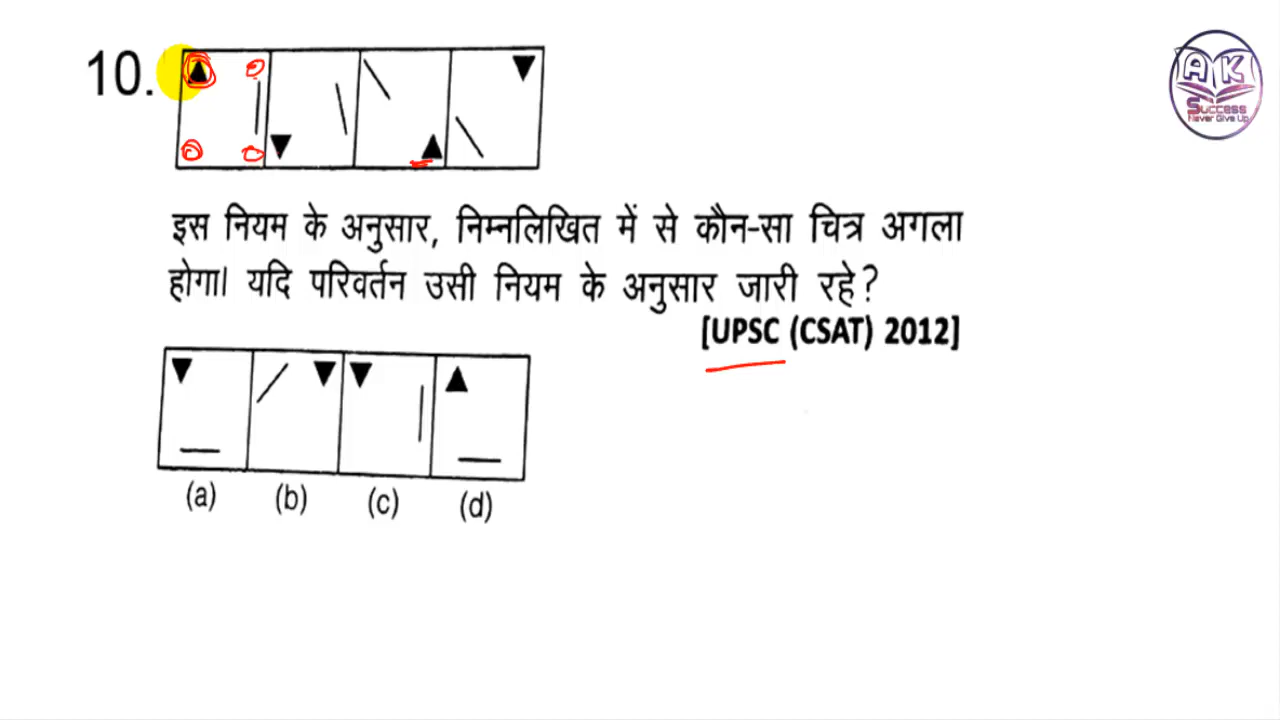 10.
AK
Success
Never Give Up
इस नियम के अनुसार, निम्नलिखित में से कौन-सा चित्र अगला
होगा। यदि परिवर्तन उसी नियम के अनुसार जारी रहे?
[UPSC (CSAT) 2012]
(a) (b) (c) (d)